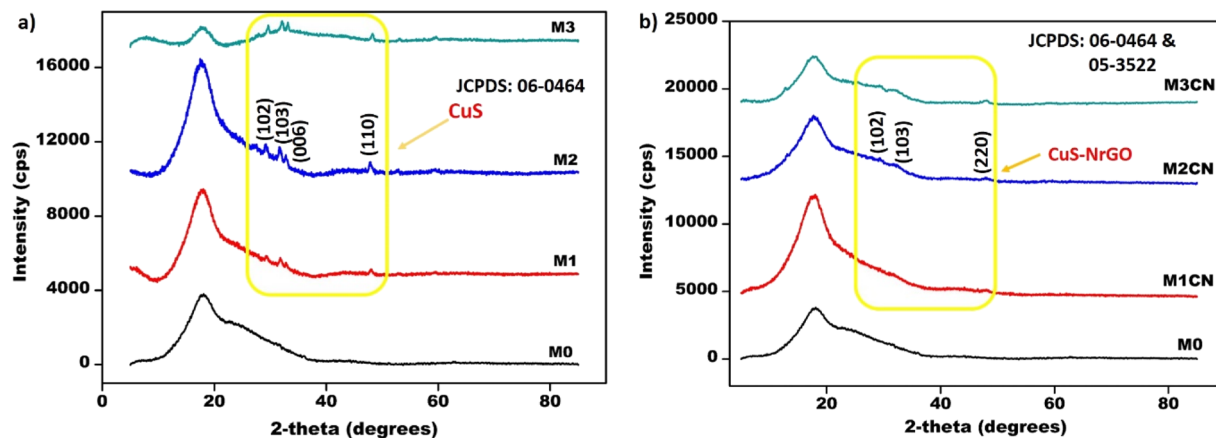 a)
M3
16000
JCPDS: 06-0464
CuS
(102)
(103)
(006)
(110)
12000
M2
8000
M1
4000
M0
0
Intensity (cps)
0 20 40 60 80
2-theta (degrees)
b)
25000
JCPDS: 06-0464 &
05-3522
20000
M3CN
(102)
(103)
(220)
15000
CuS-NrGO
M2CN
10000
M1CN
5000
M0
0
Intensity (cps)
20 40 60 80
2-theta (degrees)